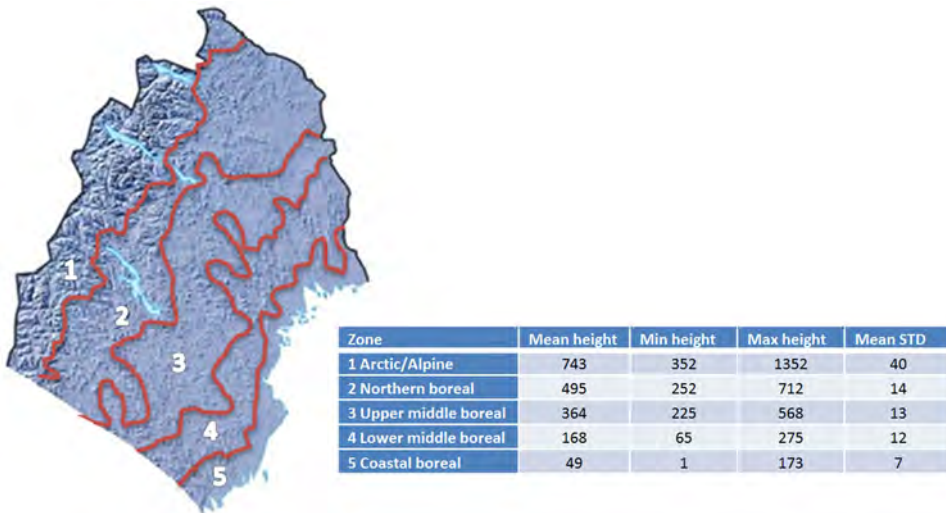 1
2
3
4
5
Zone Mean height Min height Max height Mean STD
1 Arctic/Alpine 743 352 1352 40
2 Northern boreal 495 252 712 14
3 Upper middle boreal 364 225 568 13
4 Lower middle boreal 168 65 275 12
5 Coastal boreal 49 1 173 7